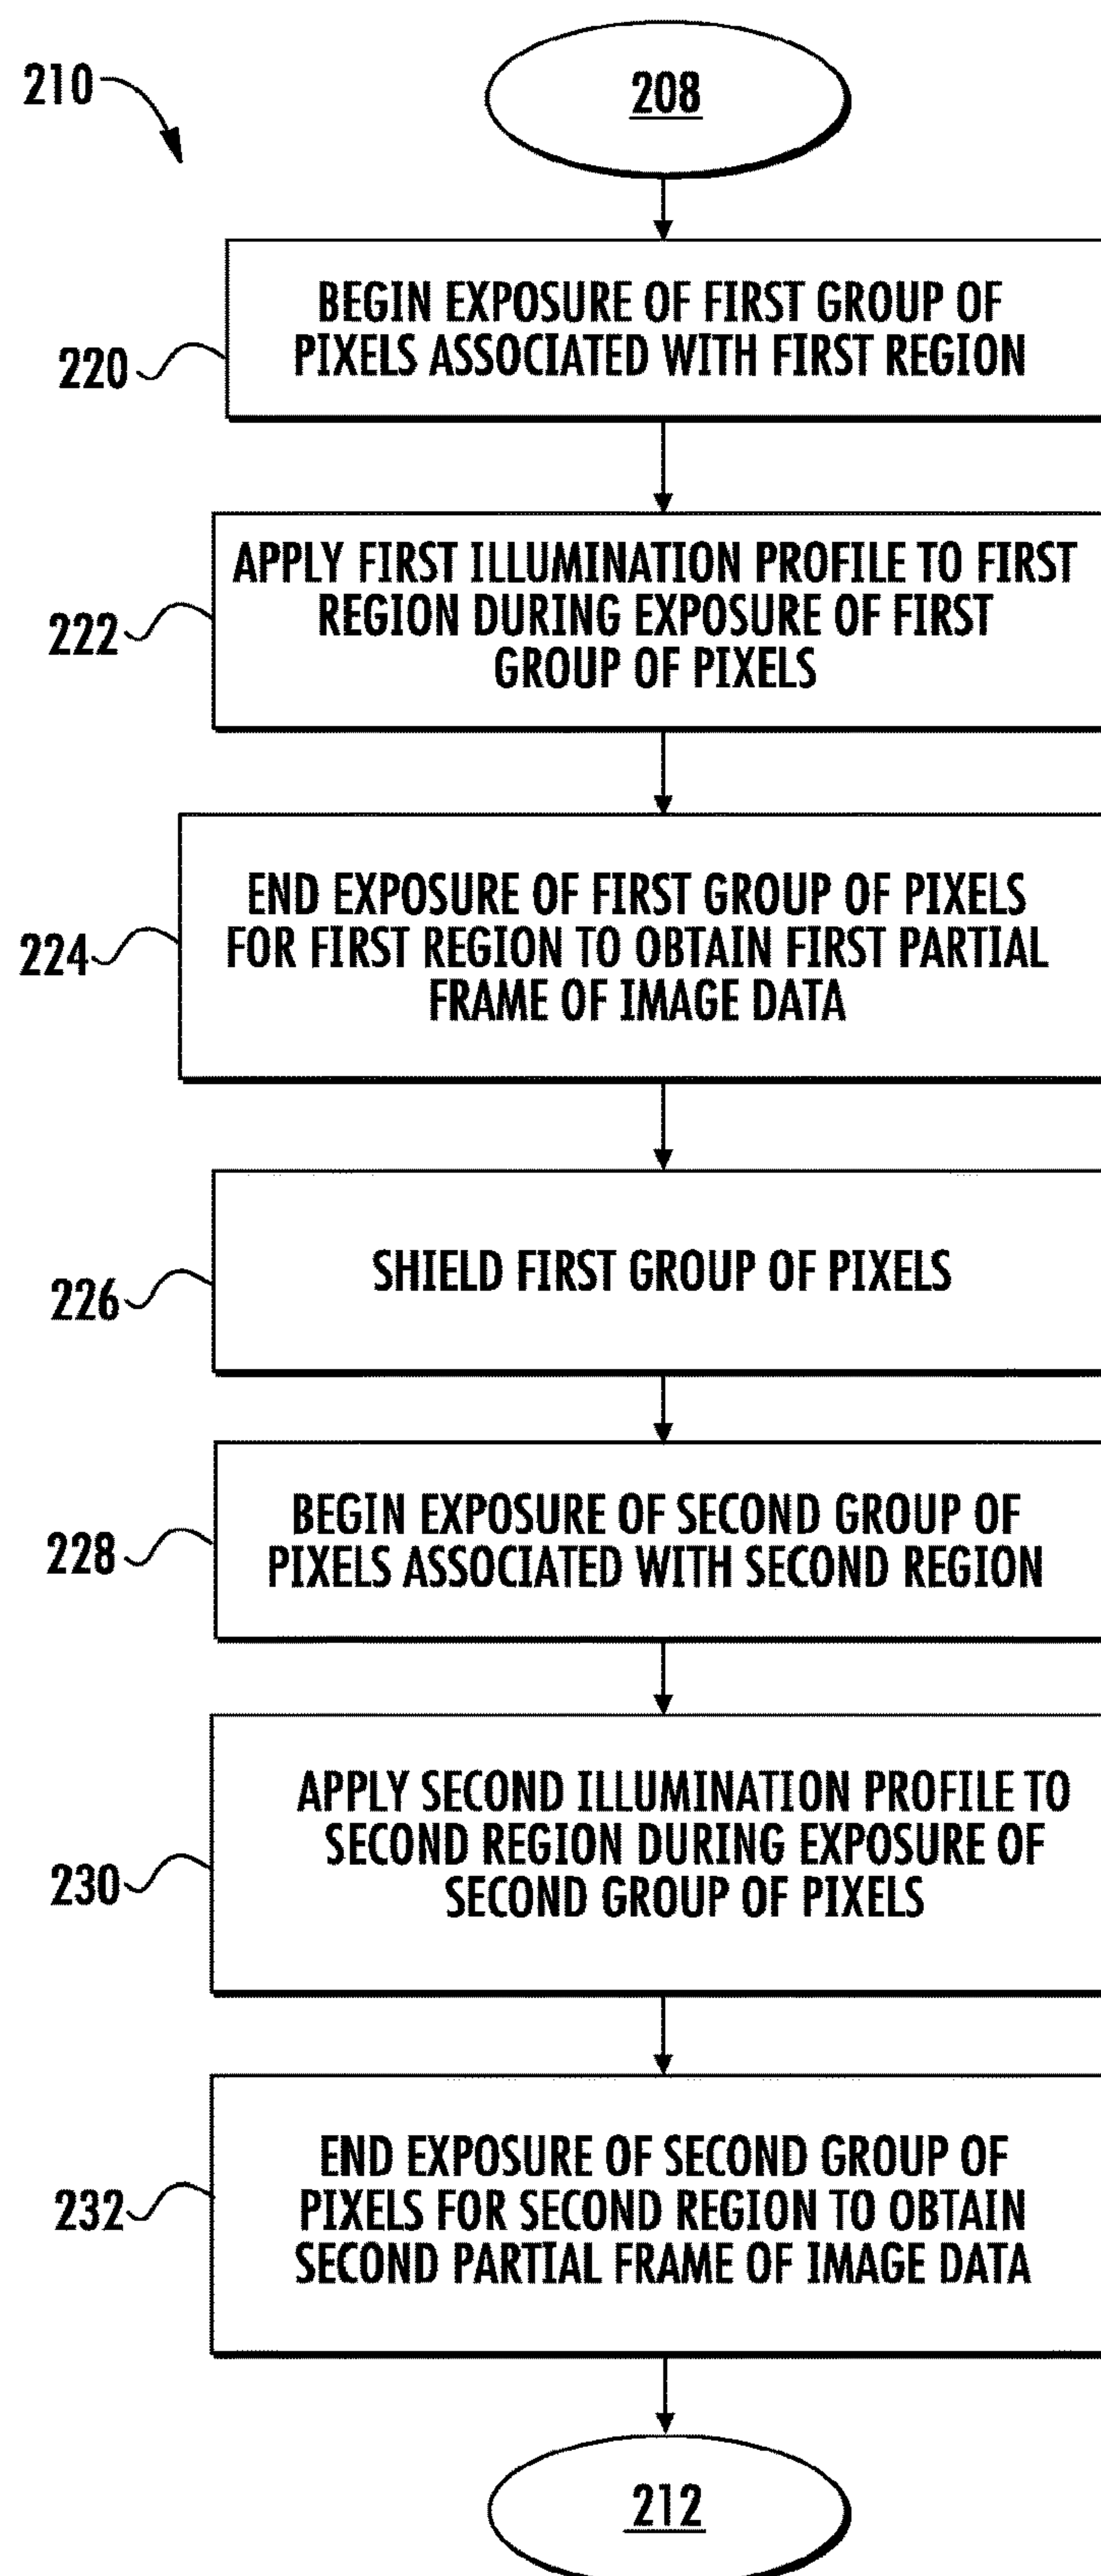 210
208
BEGIN EXPOSURE OF FIRST GROUP OF
PIXELS ASSOCIATED WITH FIRST REGION
220
APPLY FIRST ILLUMINATION PROFILE TO FIRST
REGION DURING EXPOSURE OF FIRST
GROUP OF PIXELS
222
END EXPOSURE OF FIRST GROUP OF PIXELS
FOR FIRST REGION TO OBTAIN FIRST PARTIAL
FRAME OF IMAGE DATA
224
SHIELD FIRST GROUP OF PIXELS
226
BEGIN EXPOSURE OF SECOND GROUP OF
PIXELS ASSOCIATED WITH SECOND REGION
228
APPLY SECOND ILLUMINATION PROFILE TO
SECOND REGION DURING EXPOSURE OF
SECOND GROUP OF PIXELS
230
END EXPOSURE OF SECOND GROUP OF
PIXELS FOR SECOND REGION TO OBTAIN
SECOND PARTIAL FRAME OF IMAGE DATA
232
212